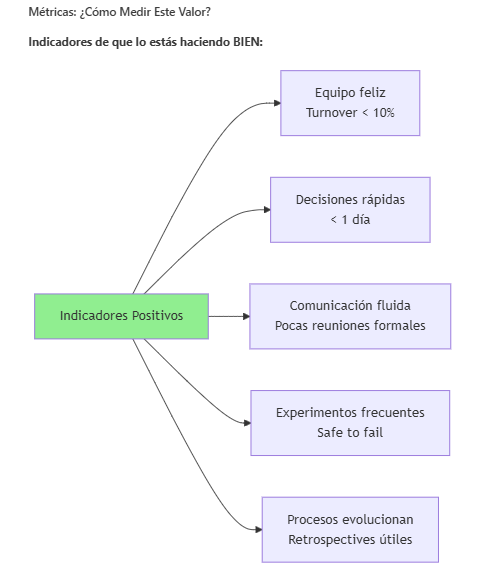 Métricas: ¿Cómo Medir Este Valor?
Indicadores de que lo estás haciendo BIEN:
Equipo feliz
Turnover < 10%
Decisiones rápidas
< 1 día
Indicadores Positivos
Comunicación fluida
Pocas reuniones formales
Experimentos frecuentes
Safe to fail
Procesos evolucionan
Retrospectives útiles